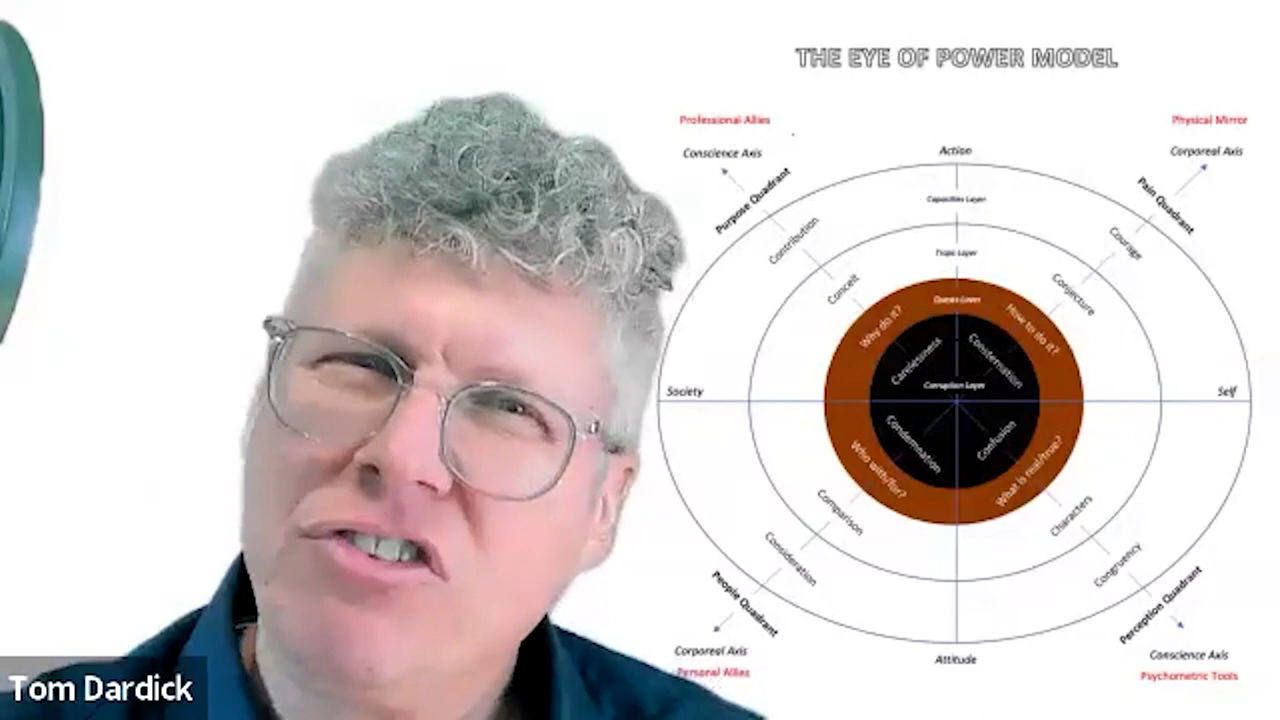 THE EYE OF POWER MODEL
Professional Allies
Physical Mirror
Conscience Axis
Action
Corporeal Axis
Purpose Quadrant
Pain Quadrant
Capacities Layer
Contribution
Courage
Tropic Layer
Conceit
Conjecture
Quests Layer
Why do it?
How to do it?
Carelessness
Consternation
Corruption Layer
Society
Self
Condemnation
Confusion
Who with/for?
What is real/true?
Comparison
Characters
Consideration
Congruency
People Quadrant
Perception Quadrant
Corporeal Axis
Attitude
Conscience Axis
Personal Allies
Psychometric Tools
Tom Dardick